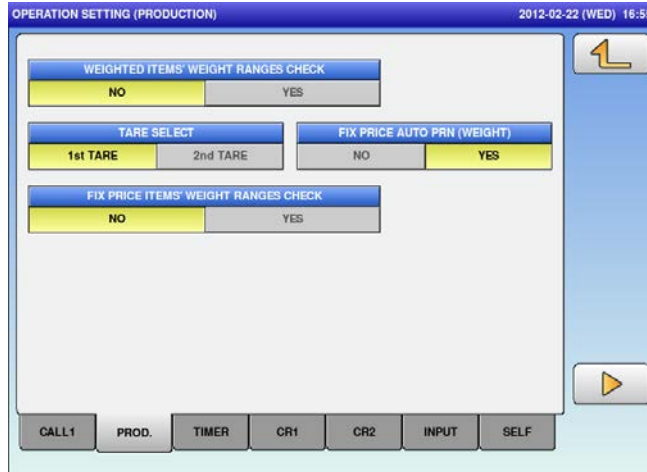 OPERATION SETTING (PRODUCTION) 2012-02-22 (WED) 16:5
WEIGHTED ITEMS' WEIGHT RANGES CHECK
NO YES
TARE SELECT FIX PRICE AUTO PRN (WEIGHT)
1st TARE 2nd TARE NO YES
FIX PRICE ITEMS' WEIGHT RANGES CHECK
NO YES
CALL1 PROD. TIMER CR1 CR2 INPUT SELF